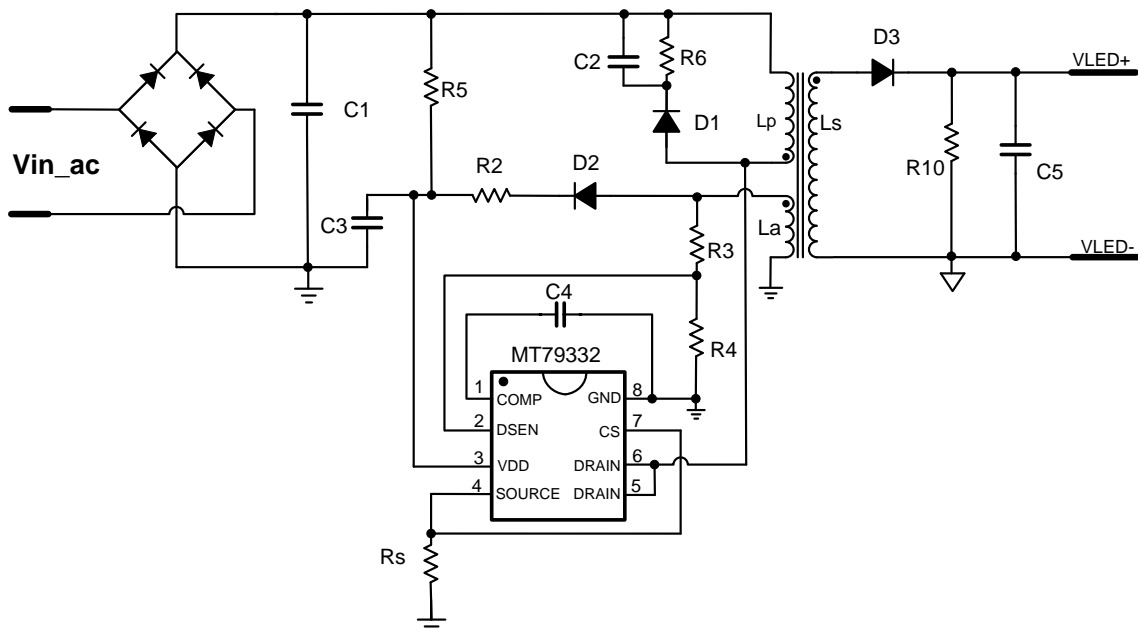 D3
VLED+
C2
R6
R5
C1
D1
Lp
Ls
Vin_ac
R2
D2
R10
C5
C3
La
R3
VLED-
C4
R4
MT79332
1
COMP
GND
8
2
DSEN
CS
7
3
VDD
DRAIN
6
4
SOURCE
DRAIN
5
Rs